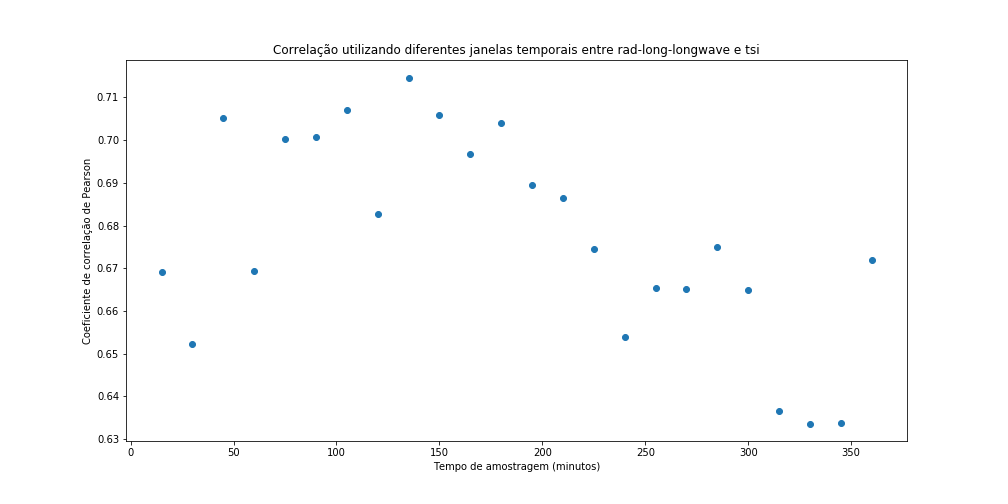 Correlação utilizando diferentes janelas temporais entre rad-long-longwave e tsi
Coeficiente de correlação de Pearson
0.71
0.70
0.69
0.68
0.67
0.66
0.65
0.64
0.63
0 50 100 150 200 250 300 350
Tempo de amostragem (minutos)